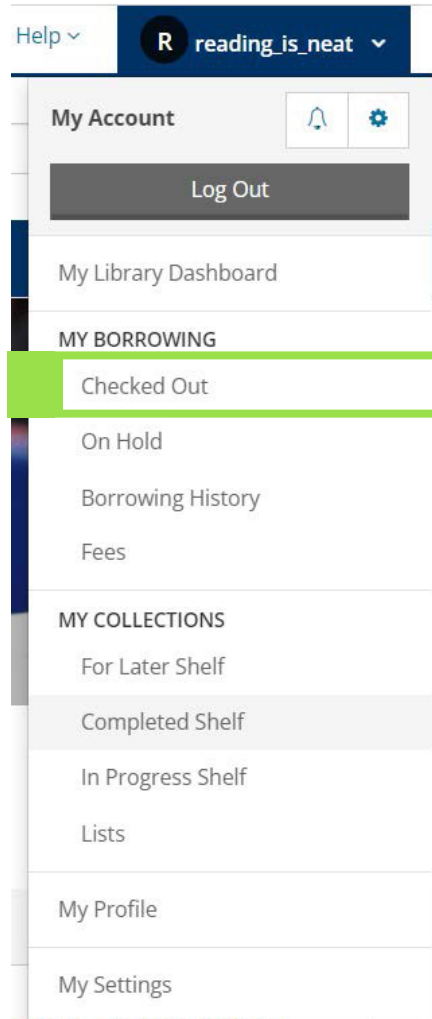 Help
R reading_is_neat
My Account
Log Out
My Library Dashboard
MY BORROWING
Checked Out
On Hold
Borrowing History
Fees
MY COLLECTIONS
For Later Shelf
Completed Shelf
In Progress Shelf
Lists
My Profile
My Settings